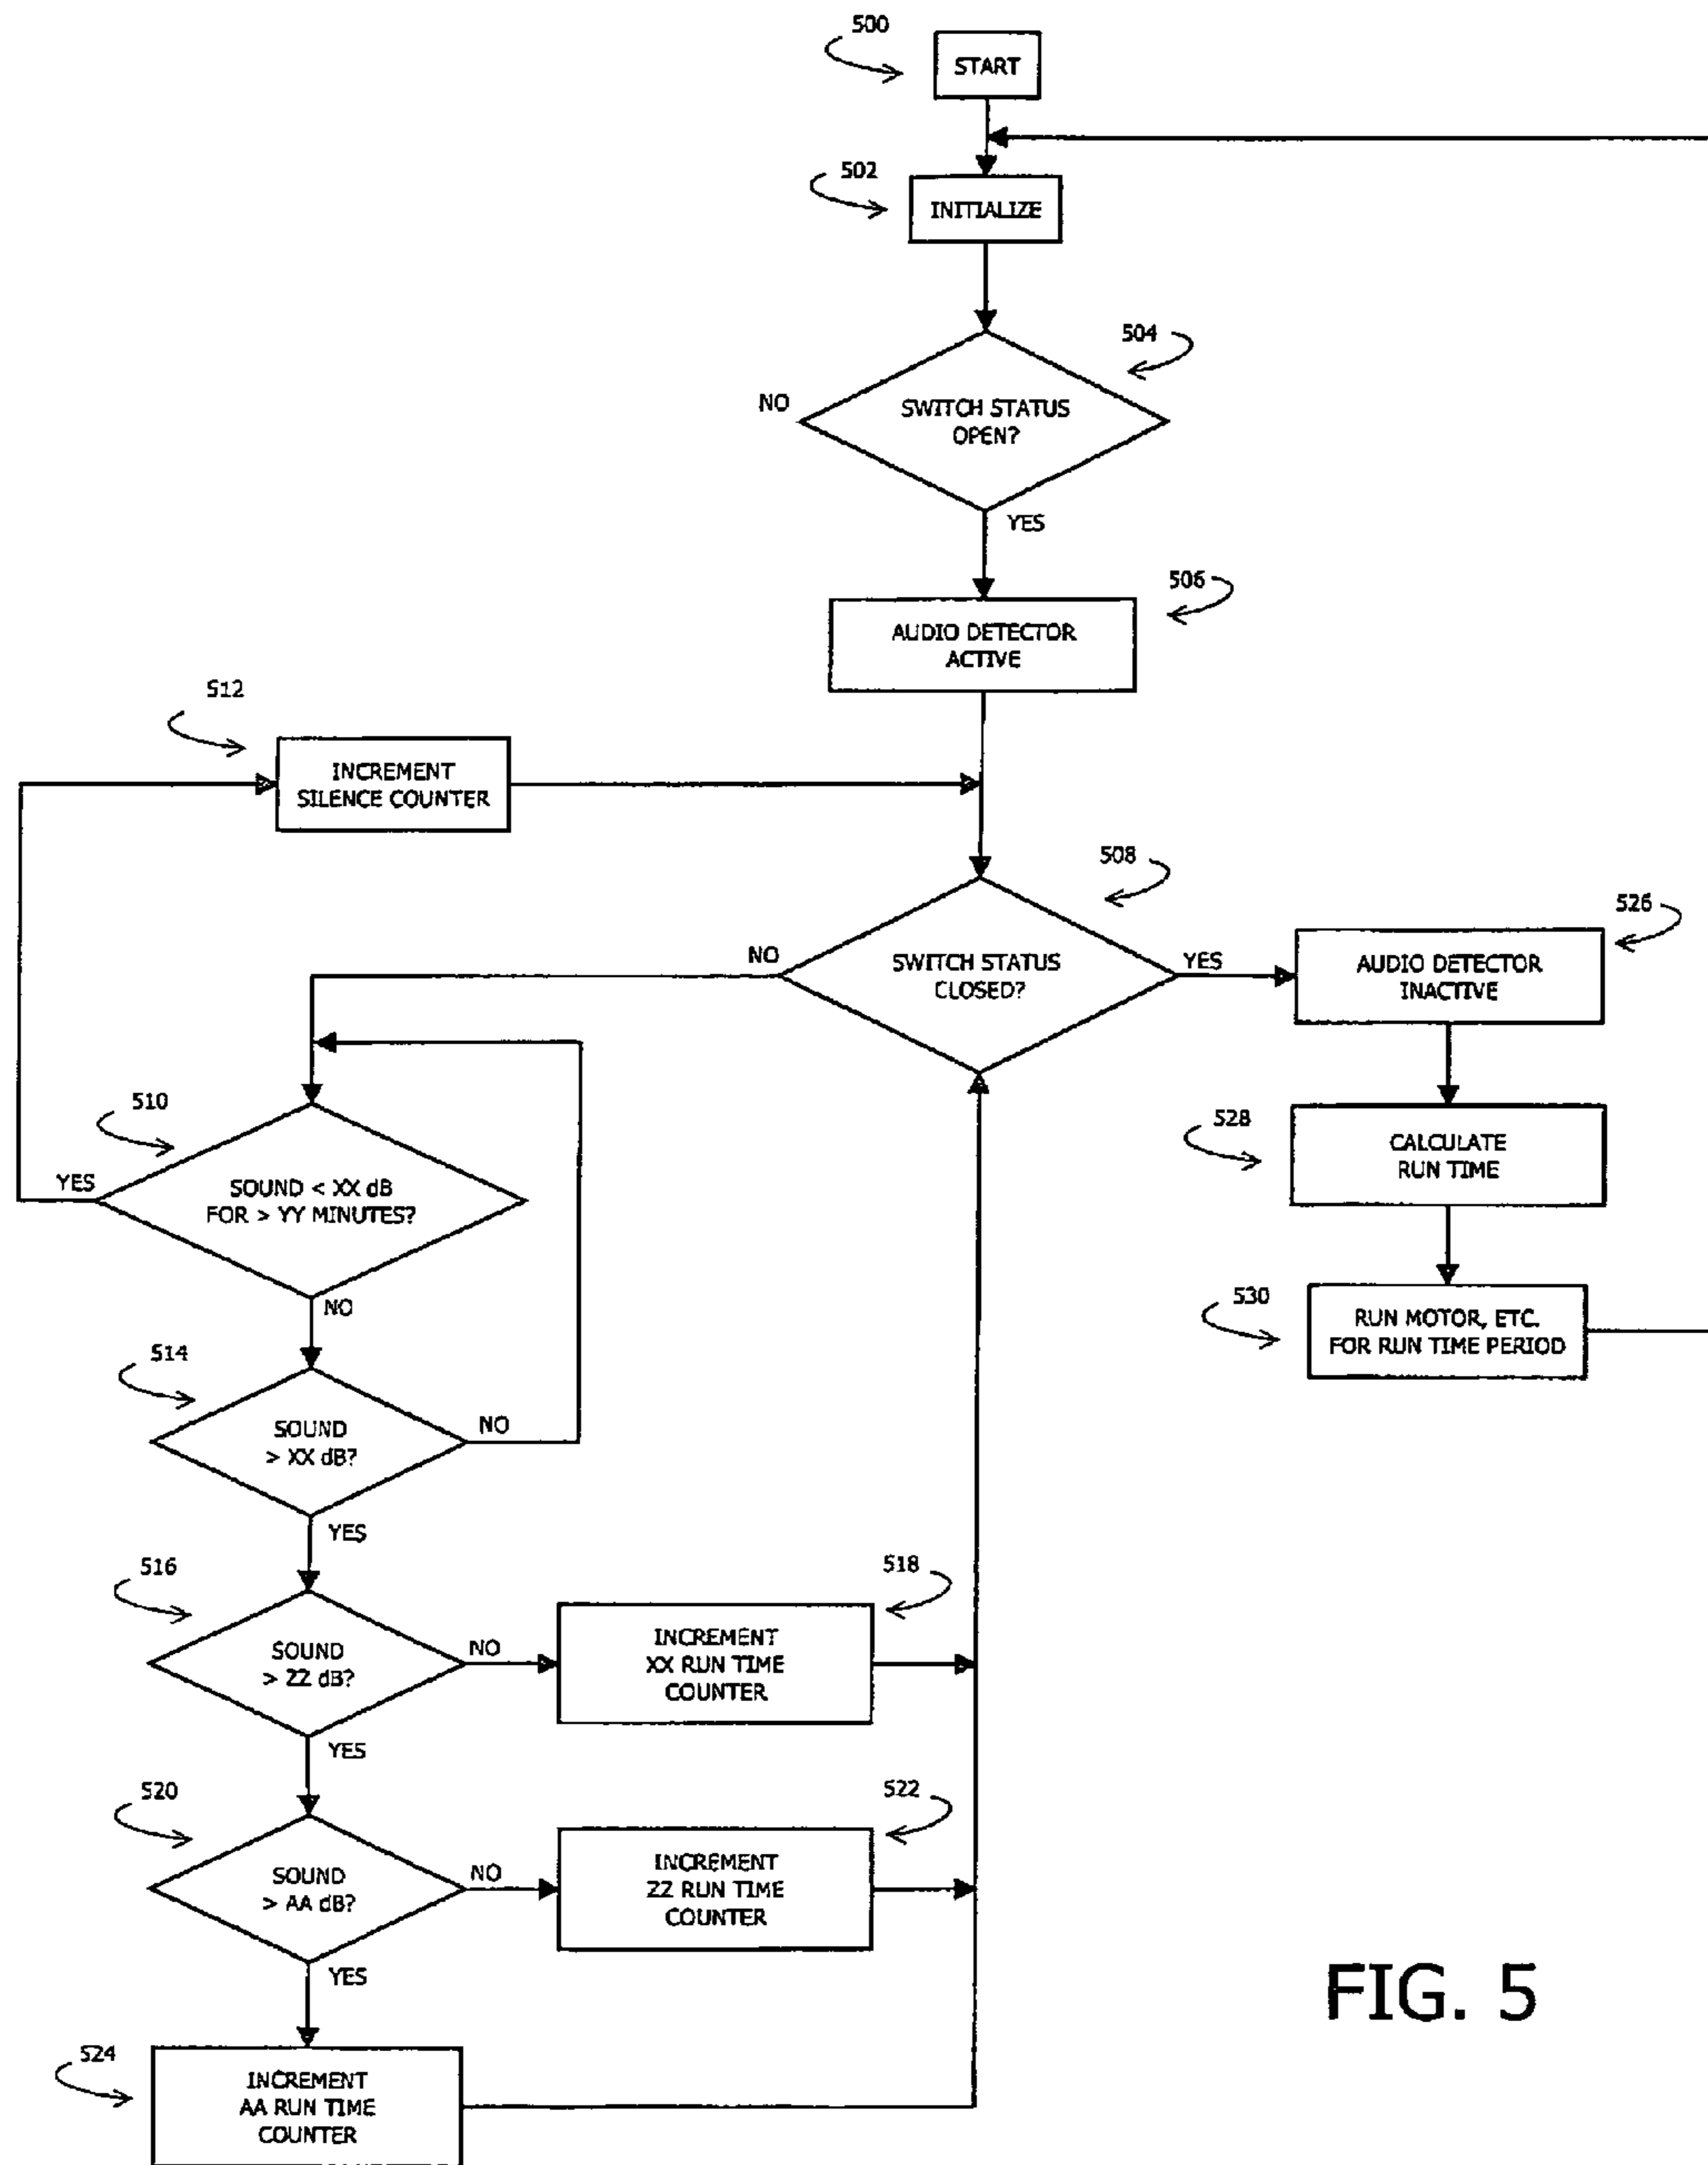 500
START
502
INITIALIZE
504
NO
SWITCH STATUS
OPEN?
YES
506
AUDIO DETECTOR
ACTIVE
512
INCREMENT
SILENCE COUNTER
508
NO
SWITCH STATUS
CLOSED?
YES
526
AUDIO DETECTOR
INACTIVE
510
YES
SOUND < XX dB
FOR > YY MINUTES?
NO
528
CALCULATE
RUN TIME
530
RUN MOTOR, ETC.
FOR RUN TIME PERIOD
514
SOUND
> XX dB?
NO
YES
516
SOUND
> ZZ dB?
NO
518
INCREMENT
XX RUN TIME
COUNTER
YES
520
SOUND
> AA dB?
NO
522
INCREMENT
ZZ RUN TIME
COUNTER
YES
524
INCREMENT
AA RUN TIME
COUNTER
FIG. 5